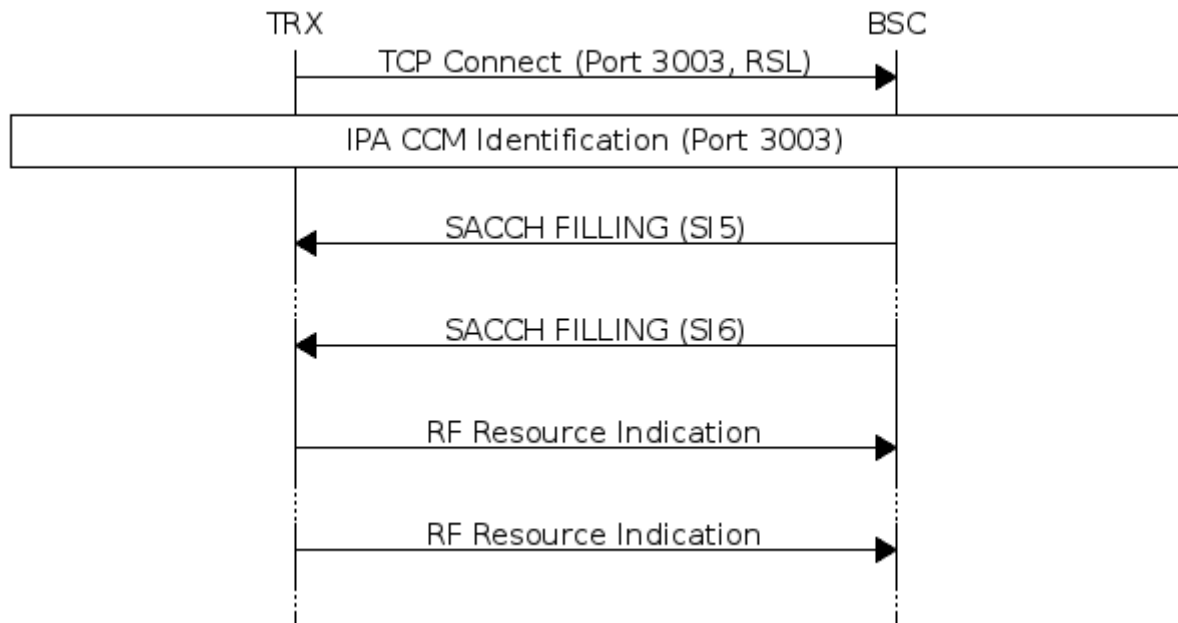 TRX
BSC
TCP Connect (Port 3003, RSL)
IPA CCM Identification (Port 3003)
SACCH FILLING (SI5)
SACCH FILLING (SI6)
RF Resource Indication
RF Resource Indication